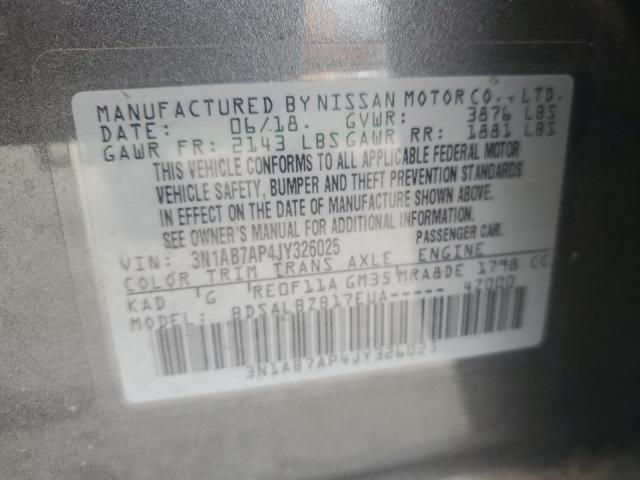 MANUFACTURED BY NISSAN MOTOR CO., LTD.
DATE: 06/18. GVWR: 3876 LBS
GAWR FR: 2143 LBS GAWR RR: 1881 LBS
THIS VEHICLE CONFORMS TO ALL APPLICABLE FEDERAL MOTOR
VEHICLE SAFETY, BUMPER AND THEFT PREVENTION STANDARDS
IN EFFECT ON THE DATE OF MANUFACTURE SHOWN ABOVE.
SEE OWNER'S MANUAL FOR ADDITIONAL INFORMATION.
VIN: 3N1AB7AP4JY326025 PASSENGER CAR.
COLOR TRIM TRANS AXLE ENGINE
KAD G RE0F11A GM35 MRA8DE 1798 CC
MODEL: BDSALBZB17EUA----- 47000
3N1AB7AP4JY326025